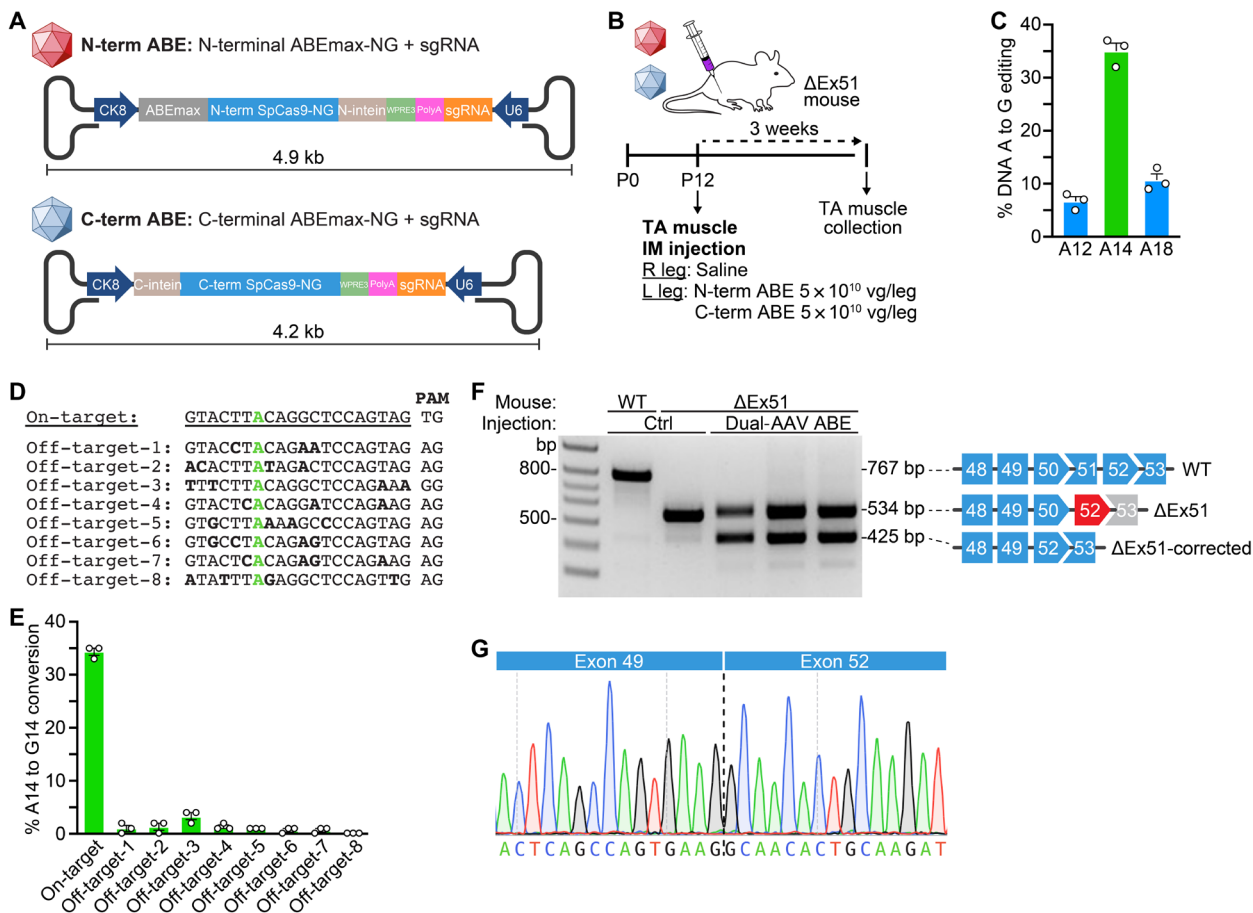 A
N-term ABE: N-terminal ABEmax-NG + sgRNA
CK8 ABEmax N-term SpCas9-NG N-intein WPRE3 PolyA sgRNA U6
4.9 kb
C-term ABE: C-terminal ABEmax-NG + sgRNA
CK8 C-intein C-term SpCas9-NG WPRE3 PolyA sgRNA U6
4.2 kb
B
ΔEx51
mouse
3 weeks
P0 P12
TA muscle
IM injection
R leg: Saline
L leg: N-term ABE 5 × 10¹⁰ vg/leg
C-term ABE 5 × 10¹⁰ vg/leg
TA muscle
collection
C
% DNA A to G editing
40
30
20
10
0
A12 A14 A18
D
PAM
On-target: GTACTTACAGGCTCCAGTAG TG
Off-target-1: GTACCTACAGAATCCAGTAG AG
Off-target-2: ACACTTATAGACTCCAGTAG AG
Off-target-3: TTTCTTACAGGCTCCAGAAA GG
Off-target-4: GTACTCACAGGATCCAGAAG AG
Off-target-5: GTGCTTAAAAGCCCCAGTAG AG
Off-target-6: GTGCCTACAGAGTCCAGTAG AG
Off-target-7: GTACTCACAGAGTCCAGAAG AG
Off-target-8: ATATTTAGAGGCTCCAGTTG AG
E
% A14 to G14 conversion
40
30
20
10
0
On-target
Off-target-1
Off-target-2
Off-target-3
Off-target-4
Off-target-5
Off-target-6
Off-target-7
Off-target-8
F
Mouse: WT ΔEx51
Injection: Ctrl Dual-AAV ABE
bp
800-
500-
-767 bp
-534 bp
-425 bp
48 49 50 51 52 53 WT
48 49 50 52 53 ΔEx51
48 49 52 53 ΔEx51-corrected
G
Exon 49 Exon 52
ACTCAGCCAGTGAAGGCAACACTGCAAGAT